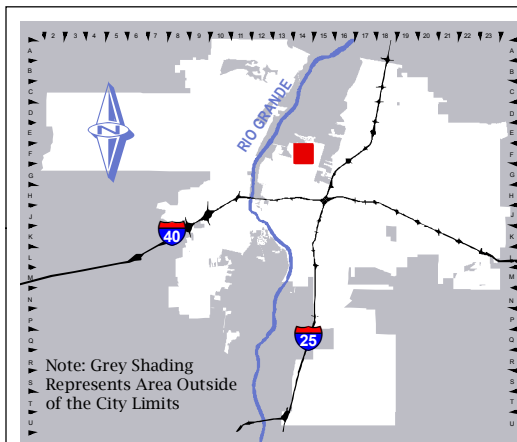 2 3 4 5 6 7 8 9 10 11 12 13 14 15 16 17 18 19 20 21 22 23
A A
B B
C C
D D
E E
F F
G G
H H
J J
K K
L L
M M
N N
P P
Q Q
R R
S S
T T
U U
N
RIO GRANDE
40
25
Note: Grey Shading
Represents Area Outside
of the City Limits